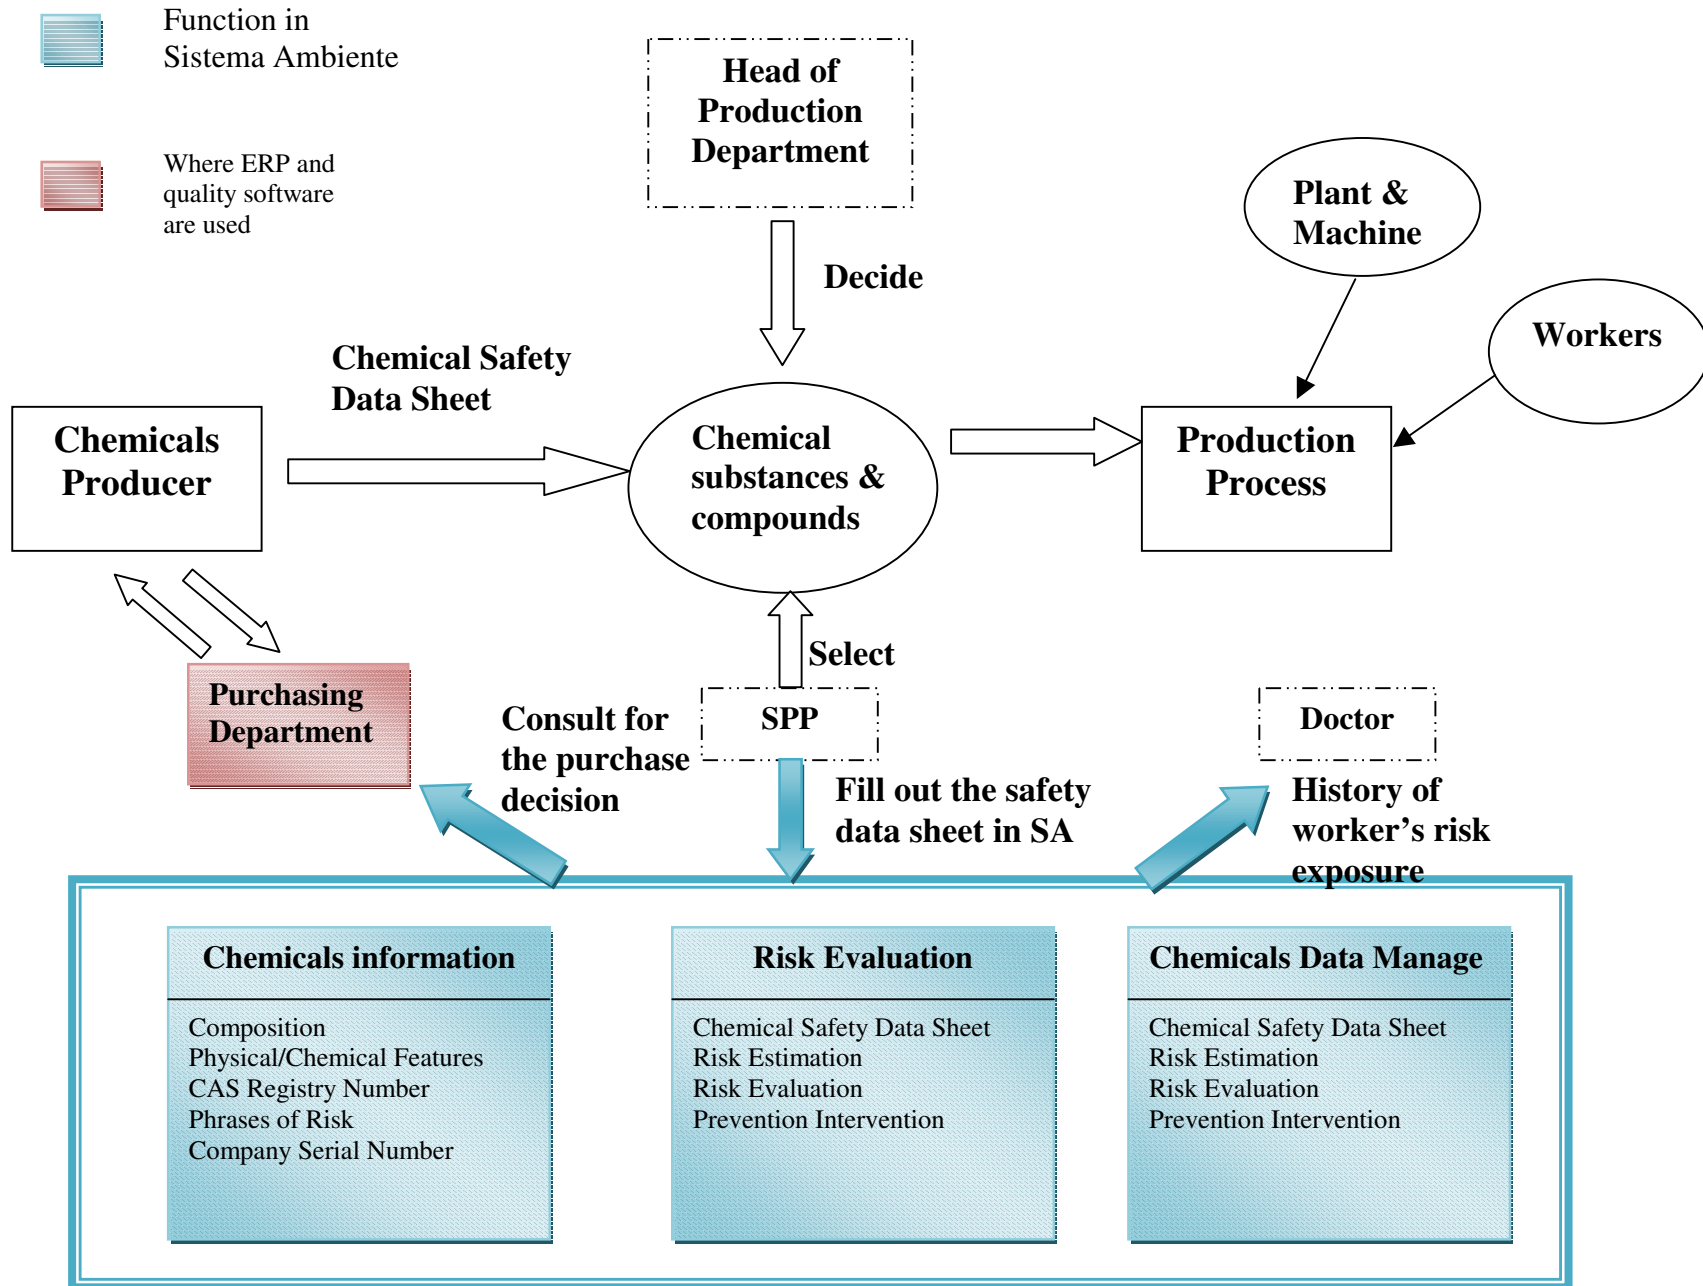 Function in
Sistema Ambiente
Where ERP and
quality software
are used
Head of
Production
Department
Decide
Plant &
Machine
Workers
Chemical Safety
Data Sheet
Chemicals
Producer
Chemical
substances &
compounds
Production
Process
Select
Purchasing
Department
Consult for
the purchase
decision
SPP
Fill out the safety
data sheet in SA
Doctor
History of
worker’s risk
exposure
Chemicals information
Composition
Physical/Chemical Features
CAS Registry Number
Phrases of Risk
Company Serial Number
Risk Evaluation
Chemical Safety Data Sheet
Risk Estimation
Risk Evaluation
Prevention Intervention
Chemicals Data Manage
Chemical Safety Data Sheet
Risk Estimation
Risk Evaluation
Prevention Intervention